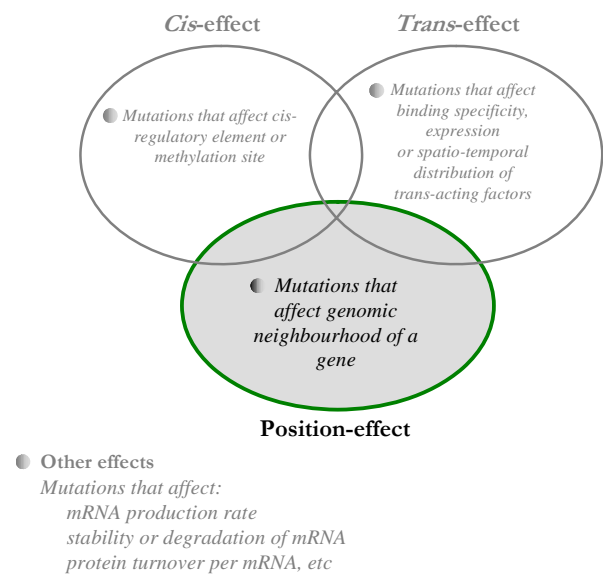 Cis-effect
Trans-effect
Mutations that affect cis-
regulatory element or
methylation site
Mutations that affect
binding specificity,
expression
or spatio-temporal
distribution of
trans-acting factors
Mutations that
affect genomic
neighbourhood of a
gene
Position-effect
Other effects
Mutations that affect:
mRNA production rate
stability or degradation of mRNA
protein turnover per mRNA, etc